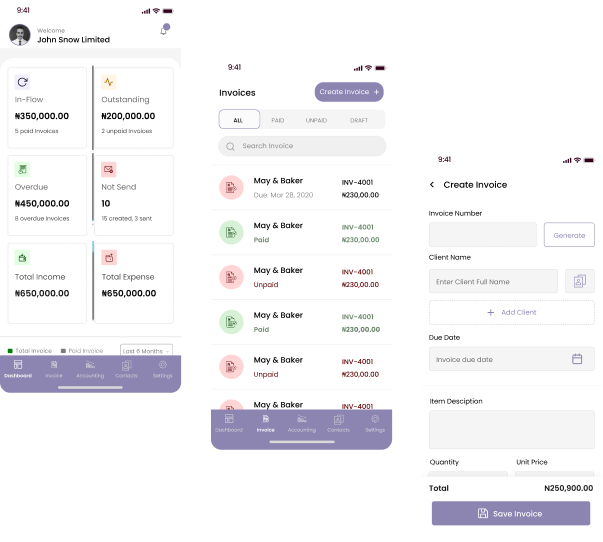 9:41
Welcome
John Snow Limited
In-Flow
₦350,000.00
5 paid Invoices
Outstanding
₦200,000.00
2 unpaid Invoices
Overdue
₦450,000.00
8 overdue Invoices
Not Send
10
15 created, 3 sent
Total Income
₦650,000.00
Total Expense
₦650,000.00
Total Invoice
Paid Invoice
Last 6 Months
Dashboard
Invoice
Accounting
Contacts
Settings
9:41
Invoices
Create Invoice +
ALL
PAID
UNPAID
DRAFT
Search Invoice
May & Baker
INV-4001
Due: Mar 28, 2020
₦230,00.00
May & Baker
INV-4001
Paid
₦230,00.00
May & Baker
INV-4001
Unpaid
₦230,00.00
May & Baker
INV-4001
Paid
₦230,00.00
May & Baker
INV-4001
Unpaid
₦230,00.00
May & Baker
INV-4001
Dashboard
Invoice
Accounting
Contacts
Settings
9:41
Create Invoice
Invoice Number
Generate
Client Name
Enter Client Full Name
+ Add Client
Due Date
Invoice due date
Item Desciption
Quantity
Unit Price
Total
N250,900.00
Save Invoice